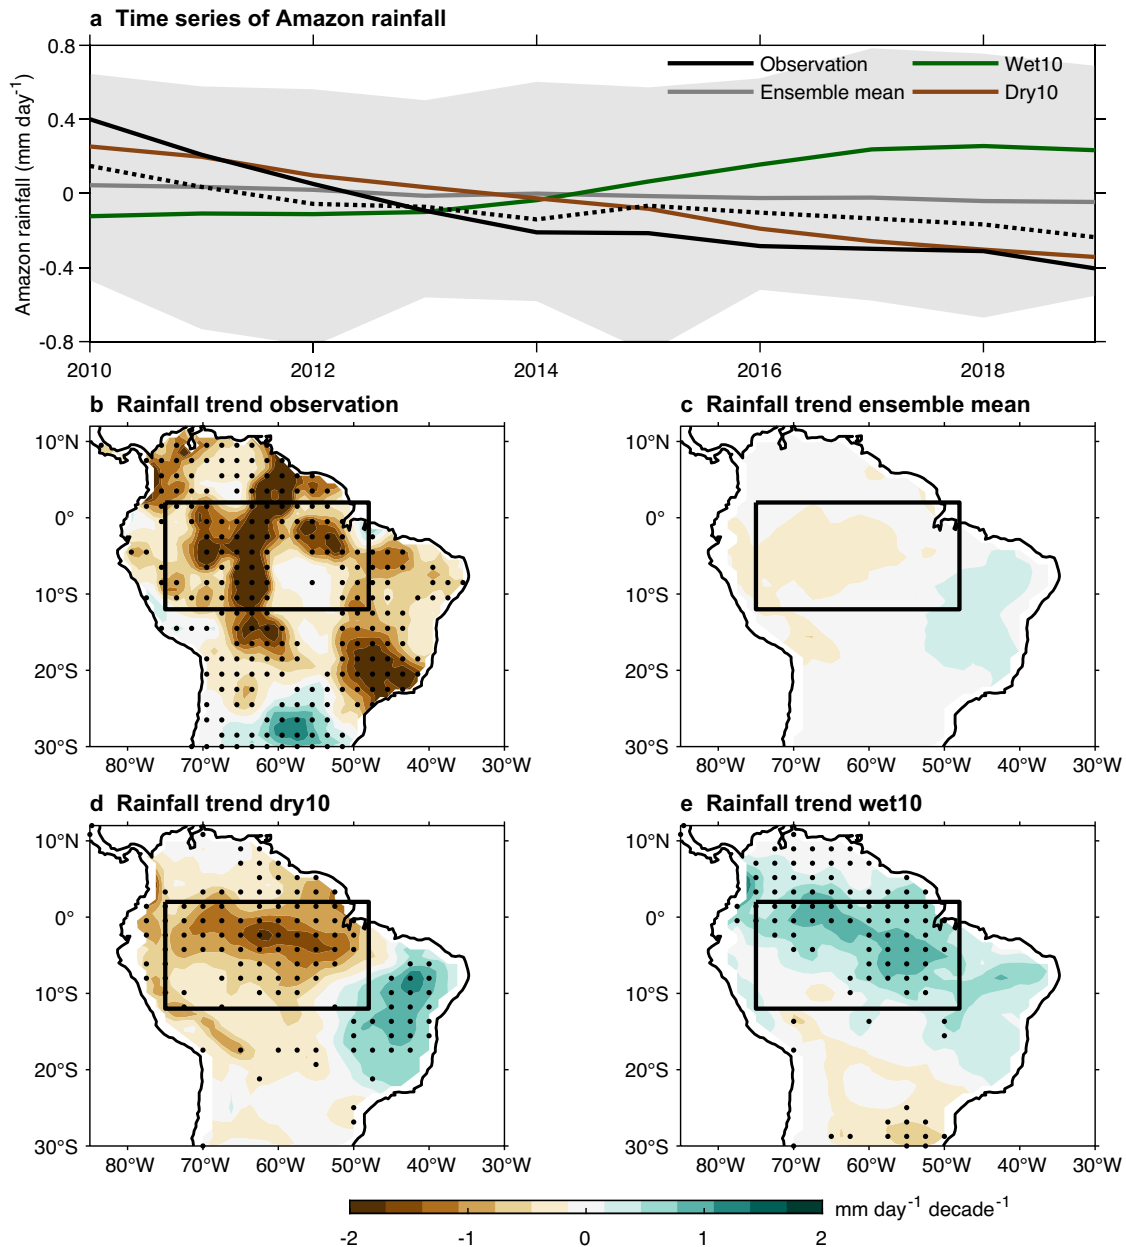 a Time series of Amazon rainfall
Amazon rainfall (mm day⁻¹)
0.8
0.4
0
-0.4
-0.8
Observation
Wet10
Ensemble mean
Dry10
2010 2012 2014 2016 2018
b Rainfall trend observation
10°N
0°
10°S
20°S
30°S
80°W 70°W 60°W 50°W 40°W 30°W
c Rainfall trend ensemble mean
10°N
0°
10°S
20°S
30°S
80°W 70°W 60°W 50°W 40°W 30°W
d Rainfall trend dry10
10°N
0°
10°S
20°S
30°S
80°W 70°W 60°W 50°W 40°W 30°W
e Rainfall trend wet10
10°N
0°
10°S
20°S
30°S
80°W 70°W 60°W 50°W 40°W 30°W
mm day⁻¹ decade⁻¹
-2 -1 0 1 2